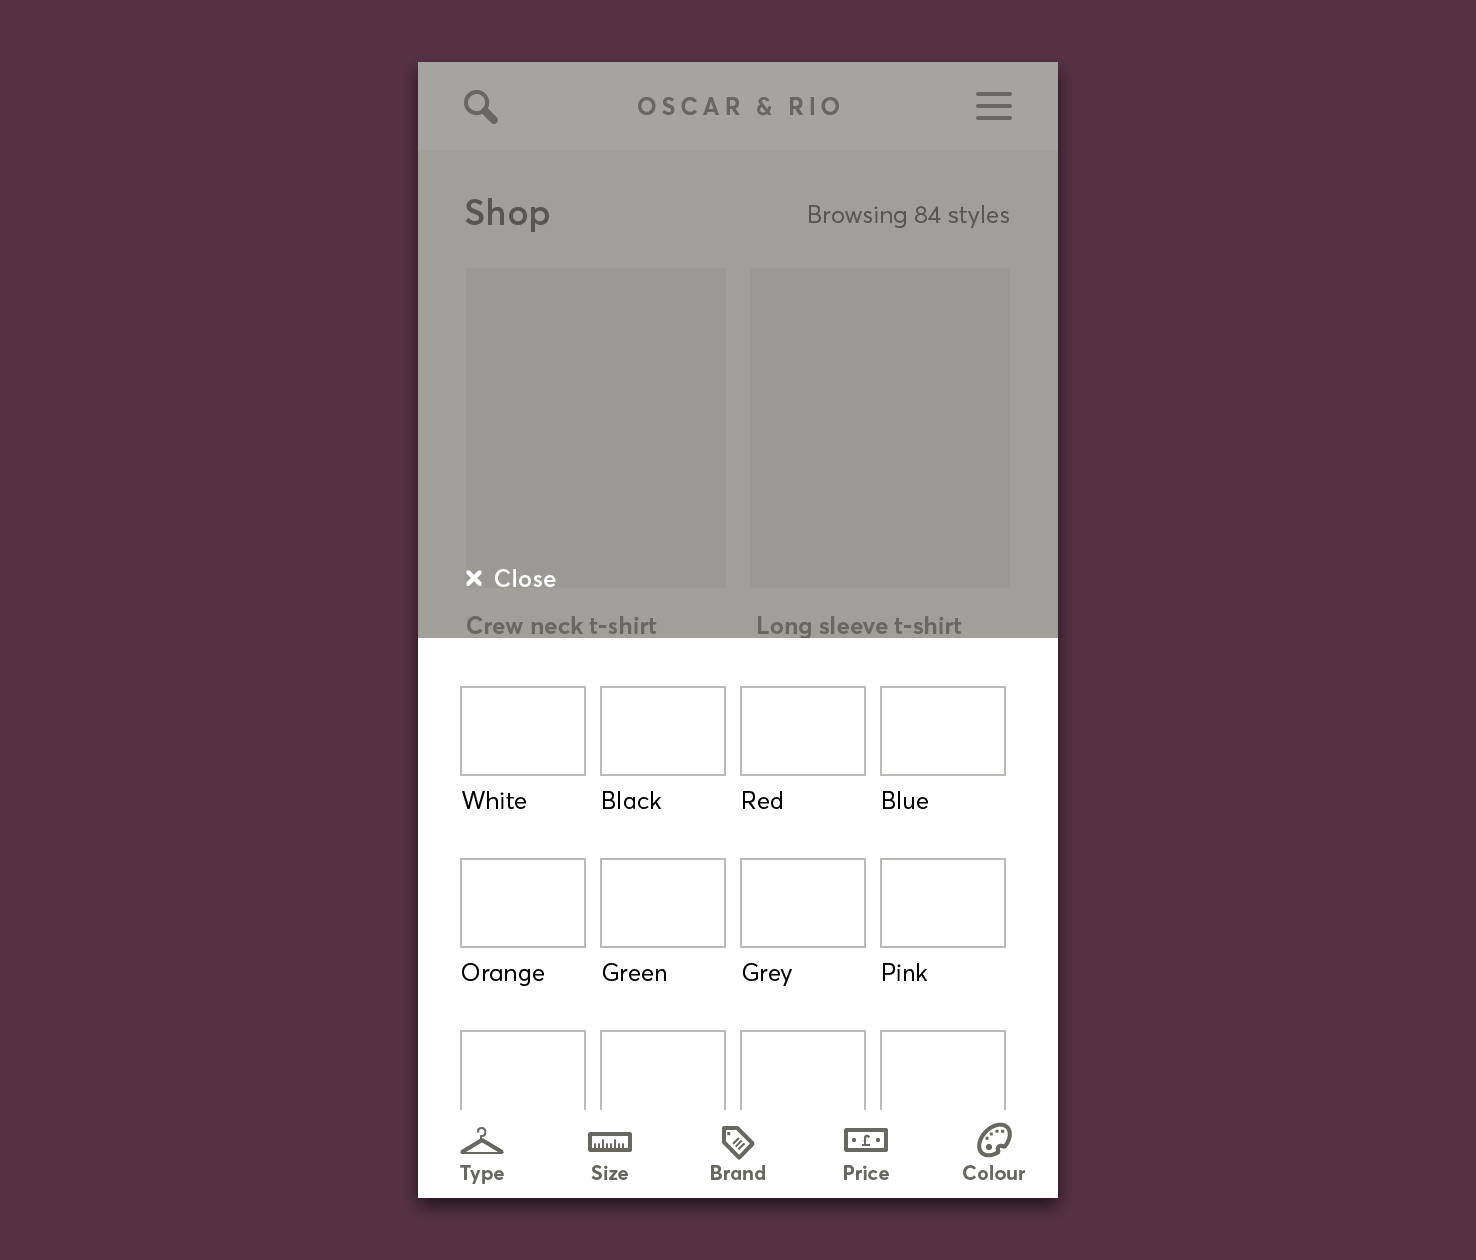 OSCAR & RIO
Shop
Browsing 84 styles
Close
Crew neck t-shirt
Long sleeve t-shirt
White
Black
Red
Blue
Orange
Green
Grey
Pink
£
Type
Size
Brand
Price
Colour